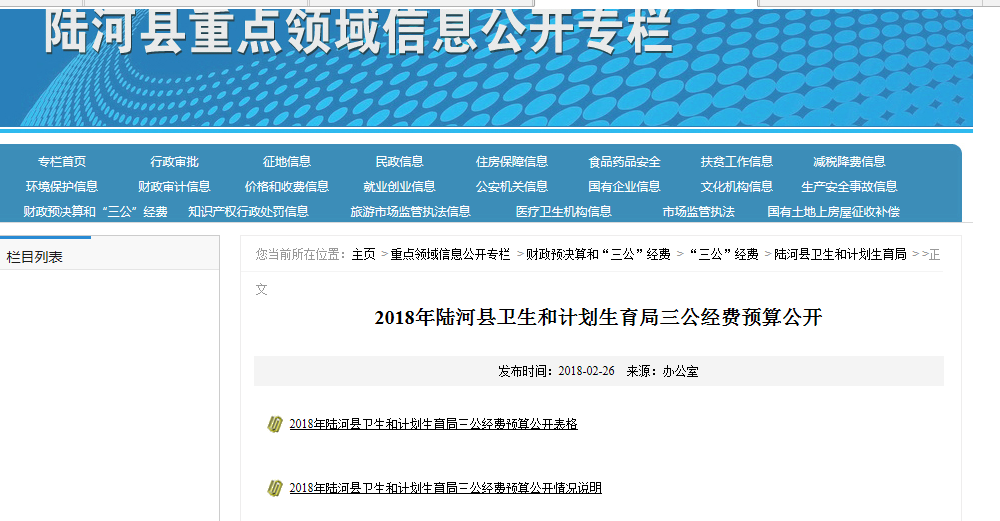 陆河县重点领域信息公开专栏
专栏首页 行政审批 征地信息 民政信息 住房保障信息 食品药品安全 扶贫工作信息 减税降费信息
环境保护信息 财政审计信息 价格和收费信息 就业创业信息 公安机关信息 国有企业信息 文化机构信息 生产安全事故信息
财政预决算和“三公”经费 知识产权行政处罚信息 旅游市场监管执法信息 医疗卫生机构信息 市场监管执法 国有土地上房屋征收补偿
栏目列表
您当前所在位置：主页 >重点领域信息公开专栏 >财政预决算和“三公”经费 >“三公”经费 >陆河县卫生和计划生育局 > >正
文
2018年陆河县卫生和计划生育局三公经费预算公开
发布时间：2018-02-26 来源：办公室
2018年陆河县卫生和计划生育局三公经费预算公开表格
2018年陆河县卫生和计划生育局三公经费预算公开情况说明